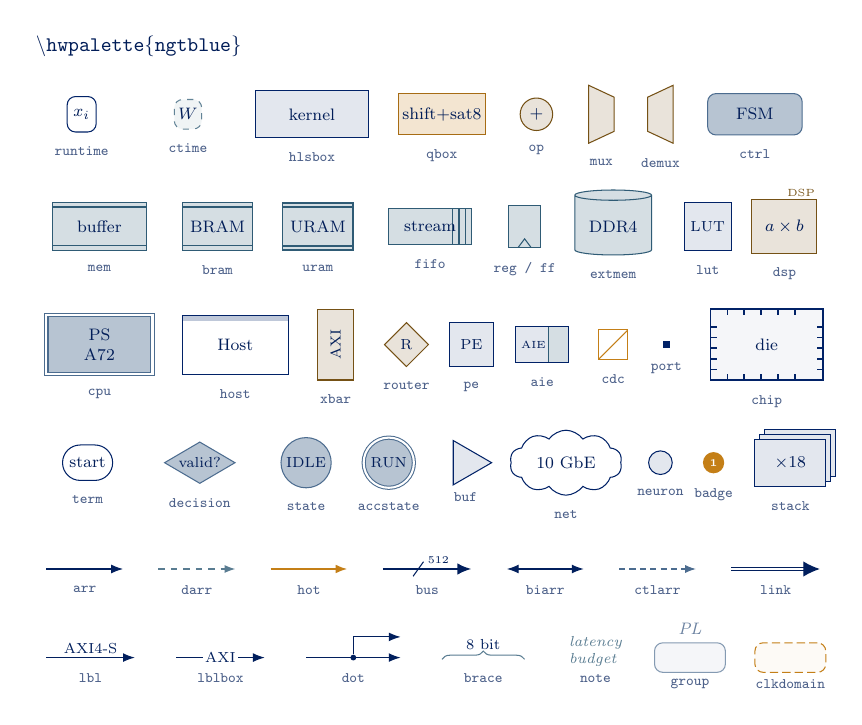 \hwpalette{ngtblue}
x_i W kernel shift+sat8 + FSM
runtime ctime hlsbox qbox op mux demux ctrl
DSP
buffer BRAM URAM stream DDR4 LUT a × b
mem bram uram fifo reg / ff extmem lut dsp
PS
A72 Host AXI R PE AIE die
cpu host xbar router pe aie cdc port chip
start valid? IDLE RUN 10 GbE 1 ×18
term decision state accstate buf net neuron badge stack
512
arr darr hot bus biarr ctlarr link
AXI4-S AXI 8 bit latency
budget PL
lbl lblbox dot brace note group clkdomain